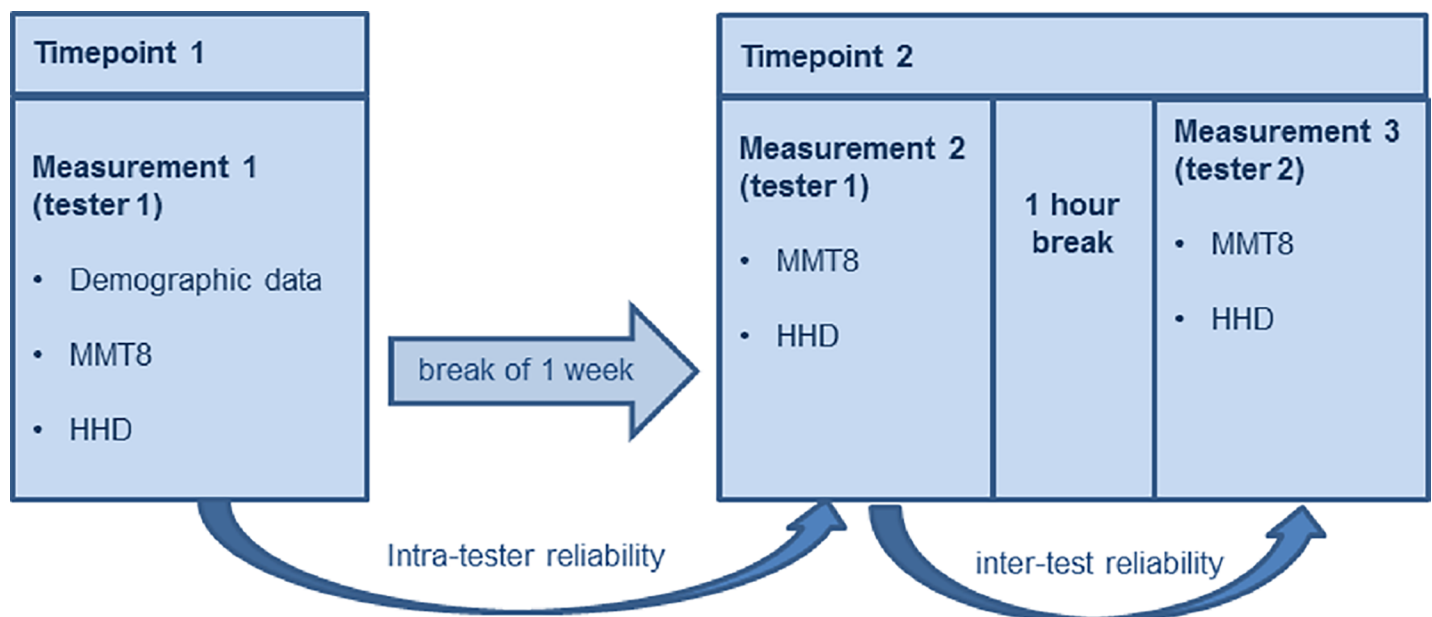 Timepoint 1
Measurement 1
(tester 1)
• Demographic data
• MMT8
• HHD
break of 1 week
Timepoint 2
Measurement 2
(tester 1)
• MMT8
• HHD
1 hour
break
Measurement 3
(tester 2)
• MMT8
• HHD
Intra-tester reliability
inter-test reliability